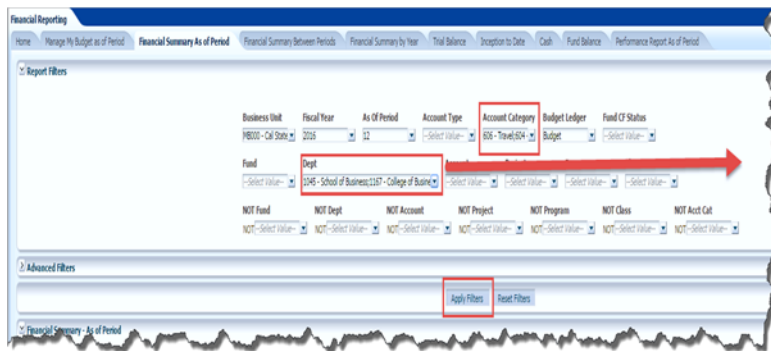 Financial Reporting
Home Manage My Budget as of Period Financial Summary As of Period Financial Summary Between Periods Financial Summary by Year Trial Balance Inception to Date Cash Fund Balance Performance Report As of Period
Report Filters
Business Unit Fiscal Year As Of Period Account Type Account Category Budget Ledger Fund CF Status
MB000 - Cal State 2016 12 --Select Value-- 606 - Travel;604 - Budget --Select Value--
Fund Dept
--Select Value-- 1045 - School of Business;1167 - College of Busine --Select Value-- --Select Value-- --Select Value-- --Select Value--
NOT Fund NOT Dept NOT Account NOT Project NOT Program NOT Class NOT Acct Cat
NOT --Select Value-- NOT --Select Value-- NOT --Select Value-- NOT --Select Value-- NOT --Select Value-- NOT --Select Value-- NOT --Select Value--
Advanced Filters
Apply Filters Reset Filters
Financial Summary - As of Period